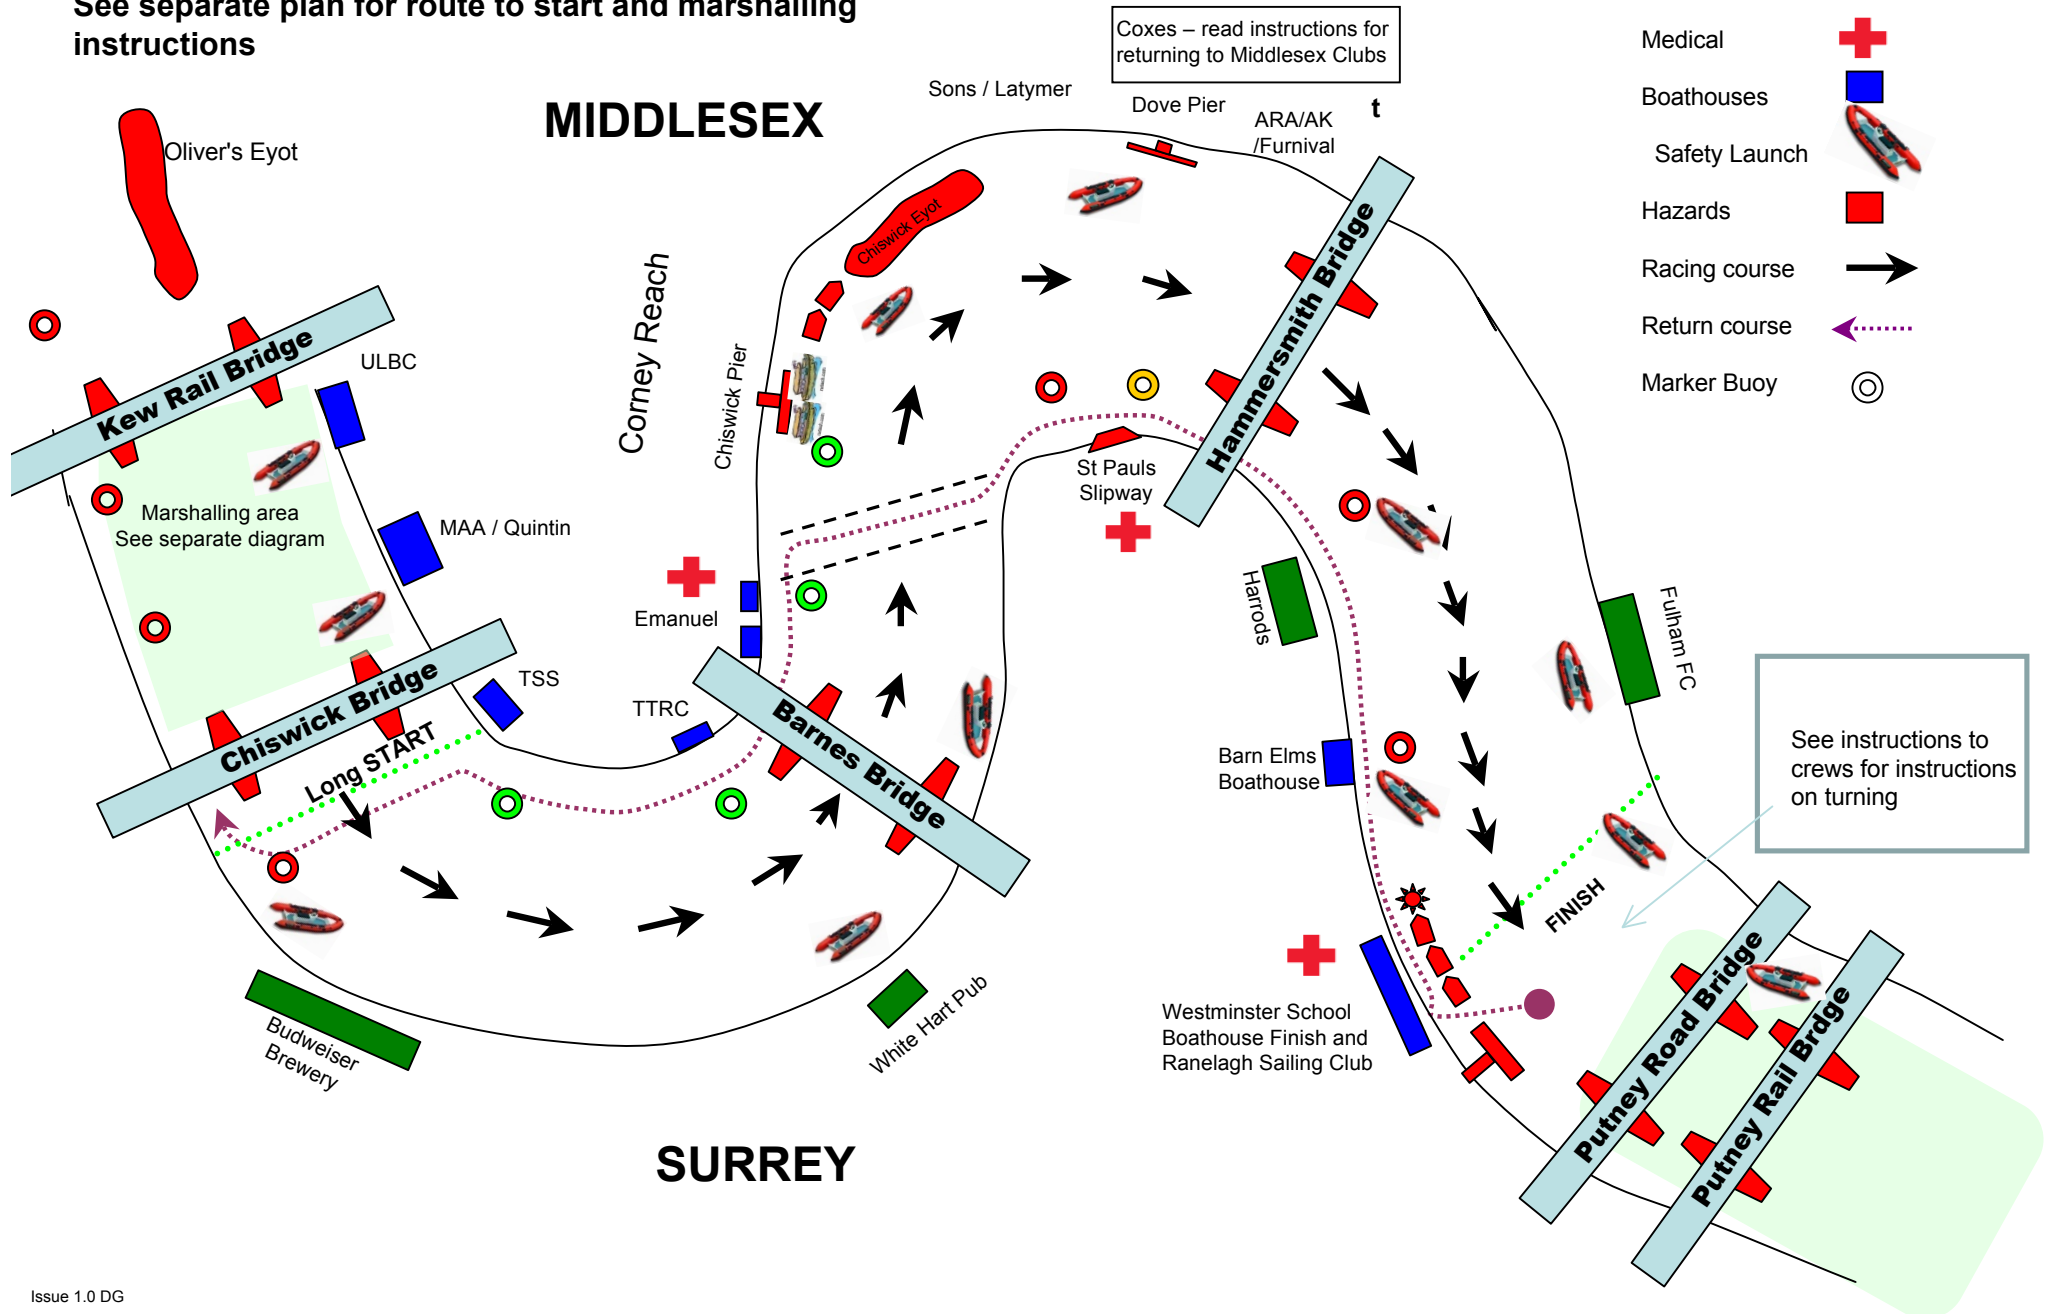 See separate plan for route to start and marshalling
instructions
MIDDLESEX
Oliver's Eyot
Sons / Latymer
Coxes – read instructions for
returning to Middlesex Clubs
Dove Pier
ARA/AK
/Furnival
t
Medical
Boathouses
Safety Launch
Hazards
Racing course
Return course
Marker Buoy
Kew Rail Bridge
ULBC
Marshalling area
See separate diagram
MAA / Quintin
Corney Reach
Chiswick Pier
Chiswick Eyot
Hammersmith Bridge
St Pauls
Slipway
Emanuel
TSS
TTRC
Chiswick Bridge
Long START
Barnes Bridge
Harrods
Fulham FC
Barn Elms
Boathouse
See instructions to
crews for instructions
on turning
FINISH
Budweiser
Brewery
White Hart Pub
Westminster School
Boathouse Finish and
Ranelagh Sailing Club
Putney Road Bridge
Putney Rail Brdge
SURREY
Issue 1.0 DG